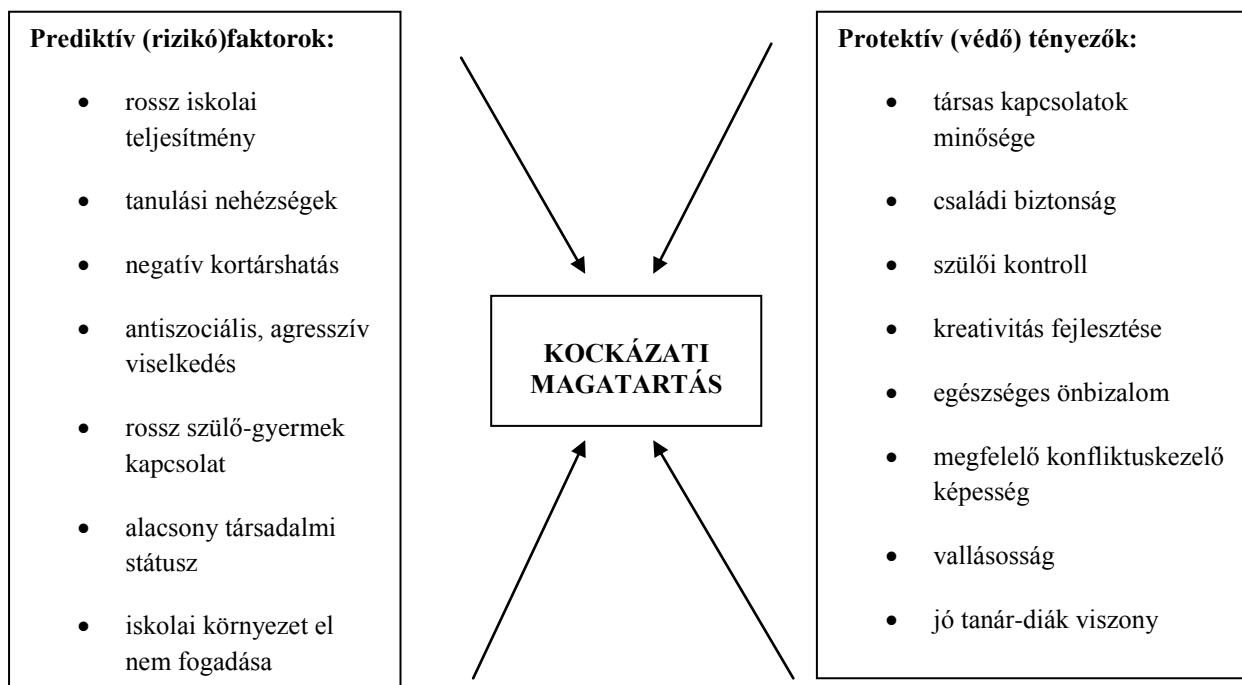 Prediktív (rizikó)faktorok:
• rossz iskolai
teljesítmény
• tanulási nehézségek
• negatív kortárshatás
• antiszociális, agresszív
viselkedés
• rossz szülő-gyermek
kapcsolat
• alacsony társadalmi
státusz
• iskolai környezet el
nem fogadása
KOCKÁZATI
MAGATARTÁS
Protektív (védő) tényezők:
• társas kapcsolatok
minősége
• családi biztonság
• szülői kontroll
• kreativitás fejlesztése
• egészséges önbizalom
• megfelelő konfliktuskezelő
képesség
• vallásosság
• jó tanár-diák viszony